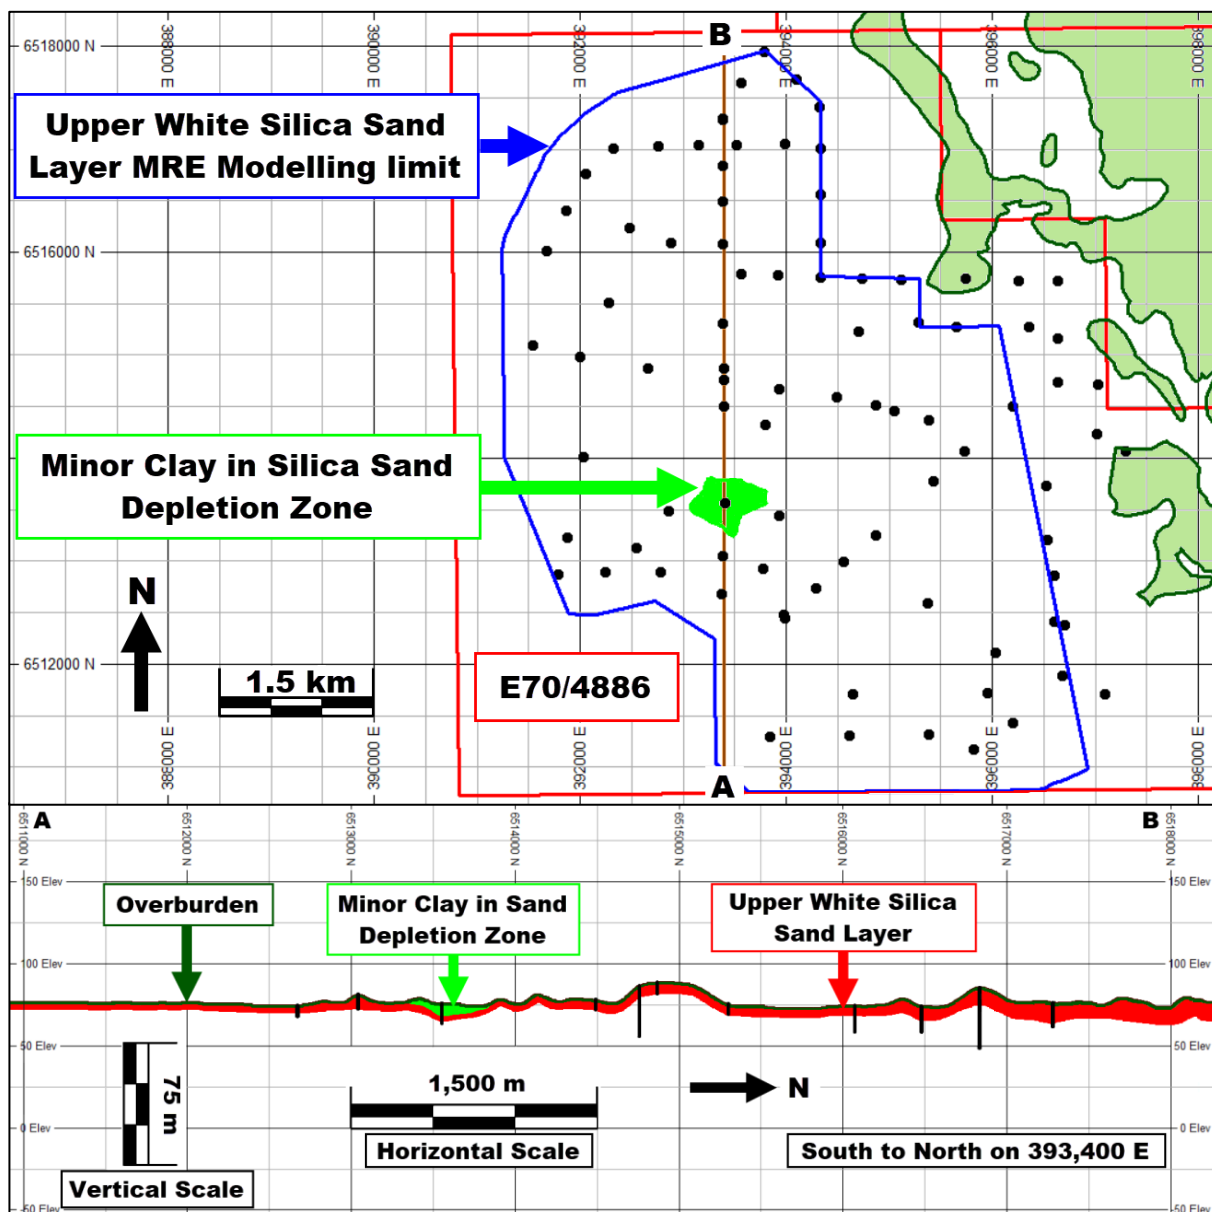 B
6518000 N
388000 E
390000 E
392000 E
394000 E
396000 E
398000 E
Upper White Silica Sand
Layer MRE Modelling limit
6516000 N
Minor Clay in Silica Sand
Depletion Zone
N
1.5 km
E70/4886
6512000 N
388000 E
390000 E
392000 E
394000 E
396000 E
398000 E
A
A
B
6511000 N
6512000 N
6513000 N
6514000 N
6515000 N
6516000 N
6517000 N
6518000 N
150 Elev
150 Elev
Overburden
Minor Clay in Sand
Depletion Zone
Upper White Silica
Sand Layer
100 Elev
100 Elev
50 Elev
50 Elev
75 m
1,500 m
N
0 Elev
0 Elev
Horizontal Scale
South to North on 393,400 E
Vertical Scale
-50 Elev
-50 Elev